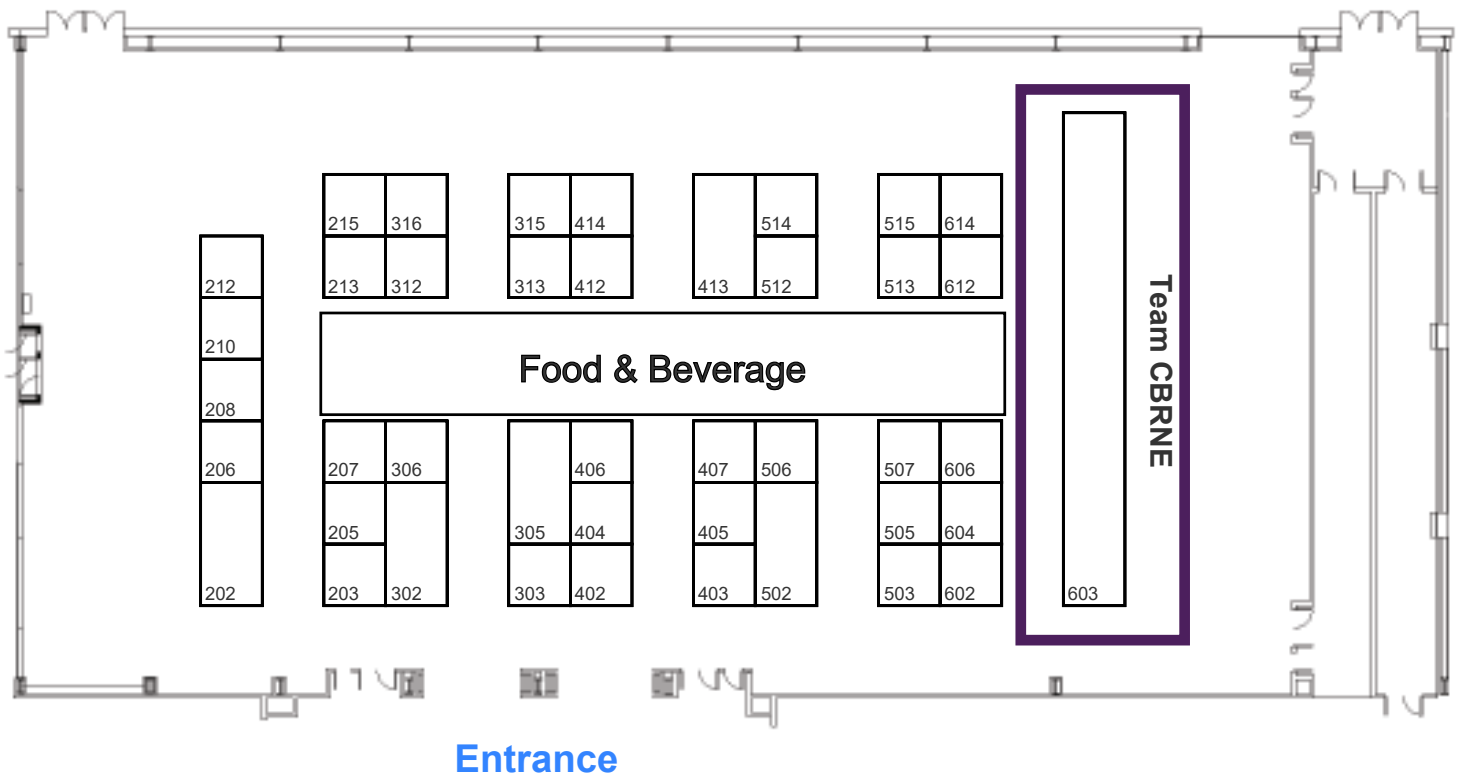 215 316 315 414 514 515 614
212 213 312 313 412 413 512 513 612
210
Food & Beverage
208
Team CBRNE
206 207 306 406 407 506 507 606
205 305 404 405 505 604
202 203 302 303 402 403 502 503 602 603
Entrance